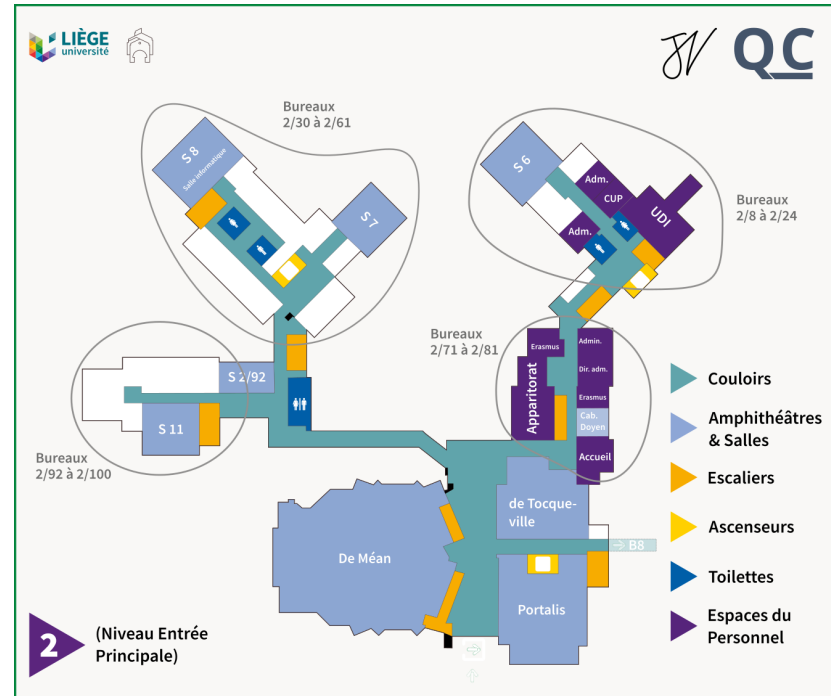 LIÈGE
université
QC
Bureaux
2/30 à 2/61
S 8
Salle informatique
S 7
S 6
Adm.
CUP
UDI
Adm.
Bureaux
2/8 à 2/24
Bureaux
2/71 à 2/81
Erasmus
Admin.
Dir. adm.
Apparitorat
Erasmus
Cab.
Doyen
Accueil
S 2/92
S 11
Bureaux
2/92 à 2/100
de Tocque-
ville
→ B8
De Méan
Portalis
Couloirs
Amphithéâtres
& Salles
Escaliers
Ascenseurs
Toilettes
Espaces du
Personnel
2
(Niveau Entrée
Principale)